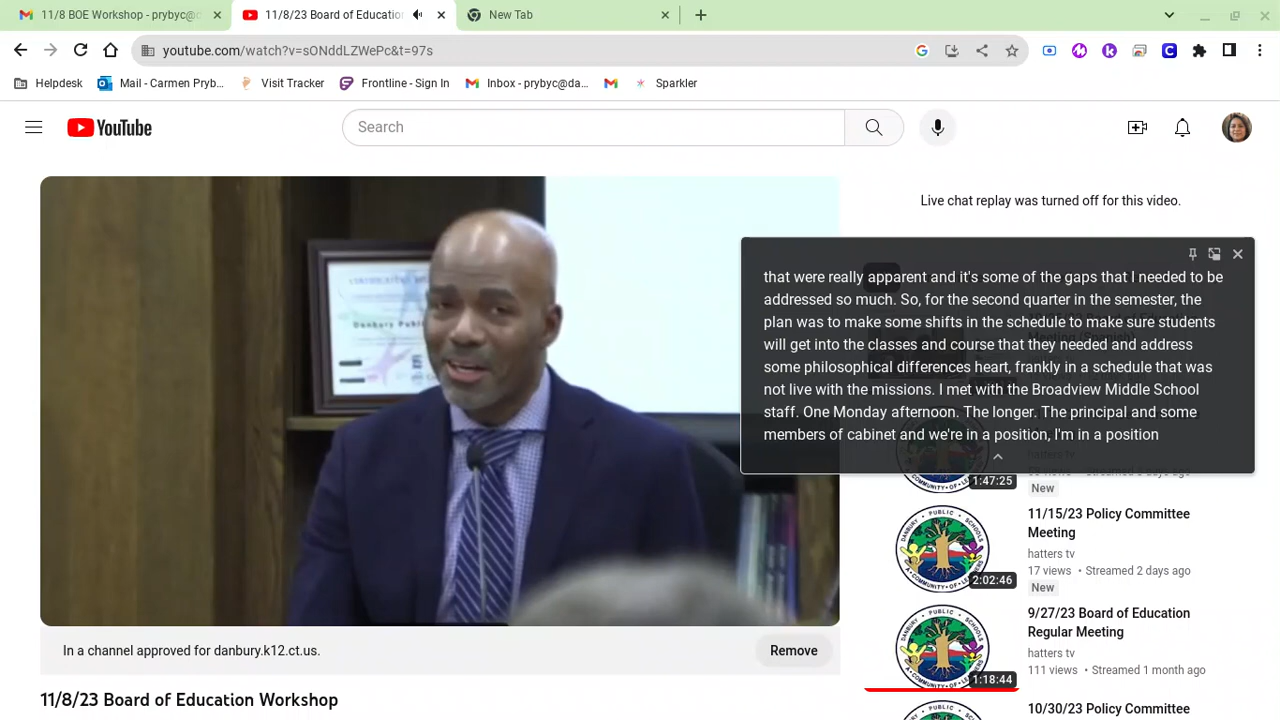 11/8 BOE Workshop - prybyc@d
11/8/23 Board of Education
New Tab
youtube.com/watch?v=sONddLZWePc&t=97s
Helpdesk
Mail - Carmen Pryb...
Visit Tracker
Frontline - Sign In
Inbox - prybyc@da...
Sparkler
YouTube
Search
Live chat replay was turned off for this video.
that were really apparent and it's some of the gaps that I needed to be
addressed so much. So, for the second quarter in the semester, the
plan was to make some shifts in the schedule to make sure students
will get into the classes and course that they needed and address
some philosophical differences heart, frankly in a schedule that was
not live with the missions. I met with the Broadview Middle School
staff. One Monday afternoon. The longer. The principal and some
members of cabinet and we're in a position, I'm in a position
1:47:25
New
11/15/23 Policy Committee
Meeting
hatters tv
17 views • Streamed 2 days ago
2:02:46
New
9/27/23 Board of Education
Regular Meeting
hatters tv
111 views • Streamed 1 month ago
1:18:44
10/30/23 Policy Committee
In a channel approved for danbury.k12.ct.us.
Remove
11/8/23 Board of Education Workshop